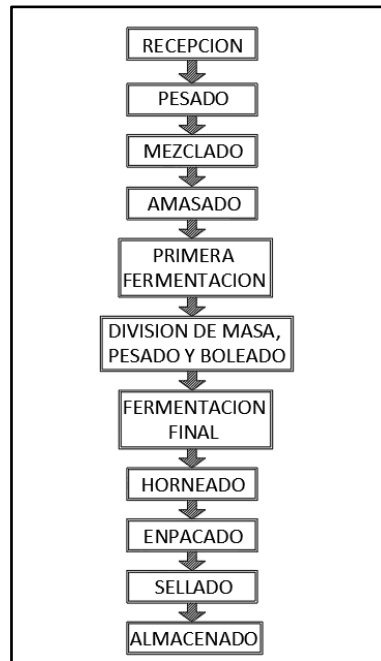 RECEPCION
PESADO
MEZCLADO
AMASADO
PRIMERA
FERMENTACION
DIVISION DE MASA,
PESADO Y BOLEADO
FERMENTACION
FINAL
HORNEADO
ENPACADO
SELLADO
ALMACENADO